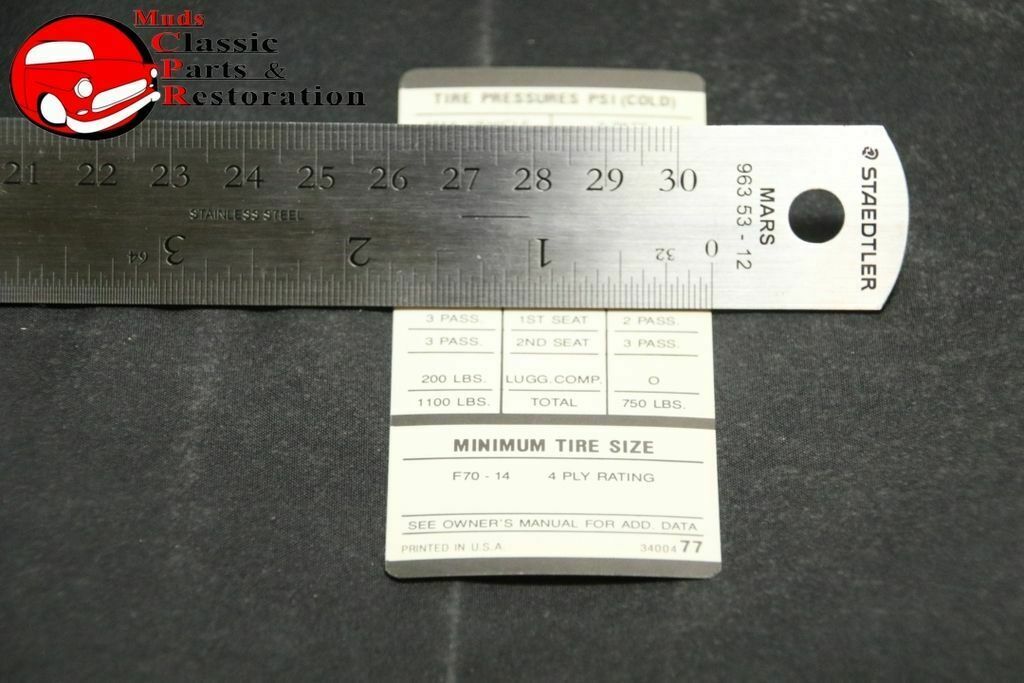 Muds
Classic
Parts &
Restoration
TIRE PRESSURES PSI (COLD)
21 22 23 24 25 26 27 28 29 30
STAINLESS STEEL
64 3 2 1 32 0
MARS
963 53 - 12
STAEDTLER
3 PASS. 1ST SEAT 2 PASS.
3 PASS. 2ND SEAT 3 PASS.
200 LBS. LUGG.COMP. O
1100 LBS. TOTAL 750 LBS.
MINIMUM TIRE SIZE
F70 - 14 4 PLY RATING
SEE OWNER'S MANUAL FOR ADD. DATA
PRINTED IN U.S.A. 3400477